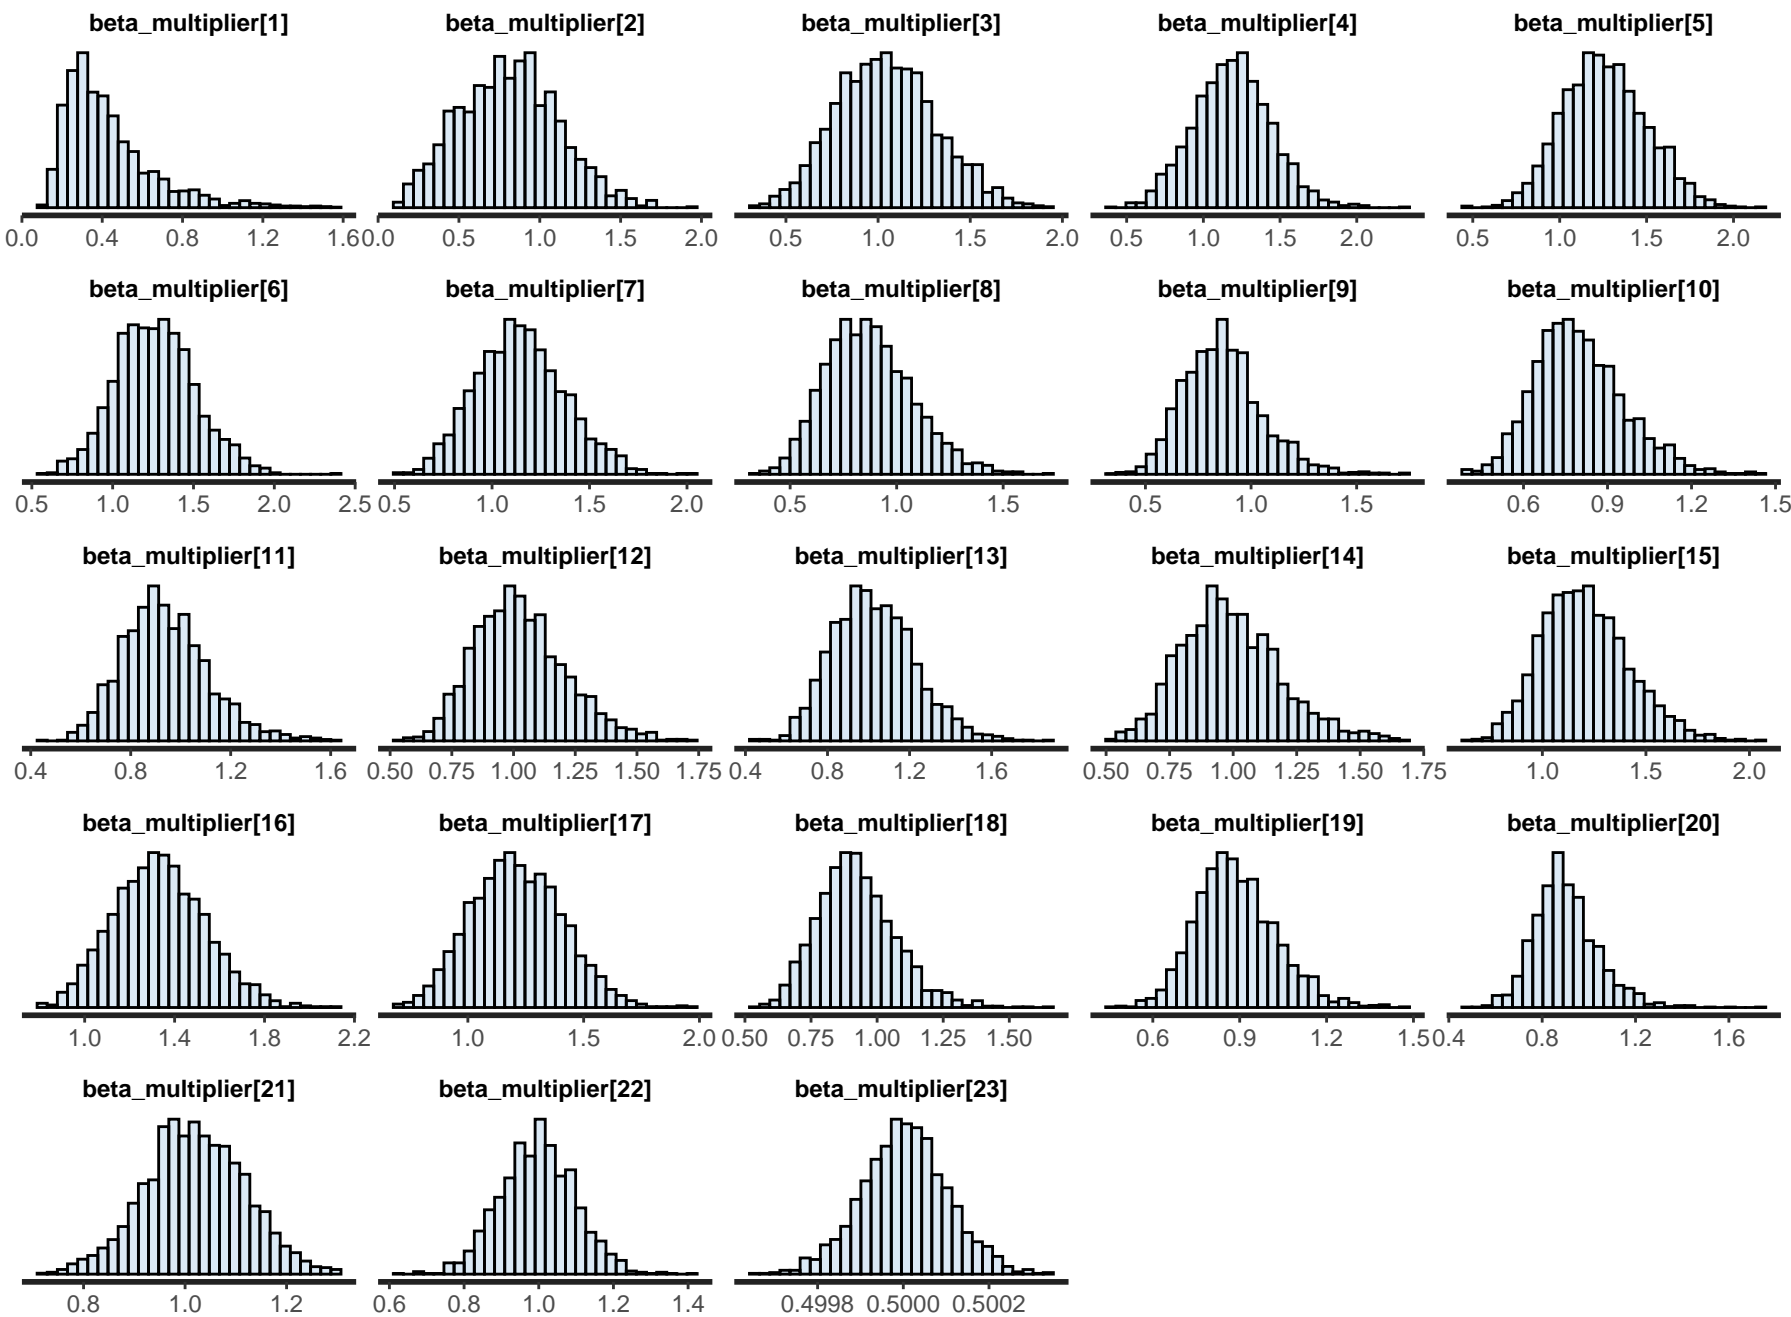 beta_multiplier[1] beta_multiplier[2] beta_multiplier[3] beta_multiplier[4] beta_multiplier[5]
0.0 0.4 0.8 1.2 1.6 0.0 0.5 1.0 1.5 2.0 0.5 1.0 1.5 2.0 0.5 1.0 1.5 2.0 0.5 1.0 1.5 2.0
beta_multiplier[6] beta_multiplier[7] beta_multiplier[8] beta_multiplier[9] beta_multiplier[10]
0.5 1.0 1.5 2.0 2.5 0.5 1.0 1.5 2.0 0.5 1.0 1.5 0.5 1.0 1.5 0.6 0.9 1.2 1.5
beta_multiplier[11] beta_multiplier[12] beta_multiplier[13] beta_multiplier[14] beta_multiplier[15]
0.4 0.8 1.2 1.6 0.50 0.75 1.00 1.25 1.50 1.75 0.4 0.8 1.2 1.6 0.50 0.75 1.00 1.25 1.50 1.75 1.0 1.5 2.0
beta_multiplier[16] beta_multiplier[17] beta_multiplier[18] beta_multiplier[19] beta_multiplier[20]
1.0 1.4 1.8 2.2 1.0 1.5 2.0 0.50 0.75 1.00 1.25 1.50 0.6 0.9 1.2 1.5 0.4 0.8 1.2 1.6
beta_multiplier[21] beta_multiplier[22] beta_multiplier[23]
0.8 1.0 1.2 0.6 0.8 1.0 1.2 1.4 0.4998 0.5000 0.5002